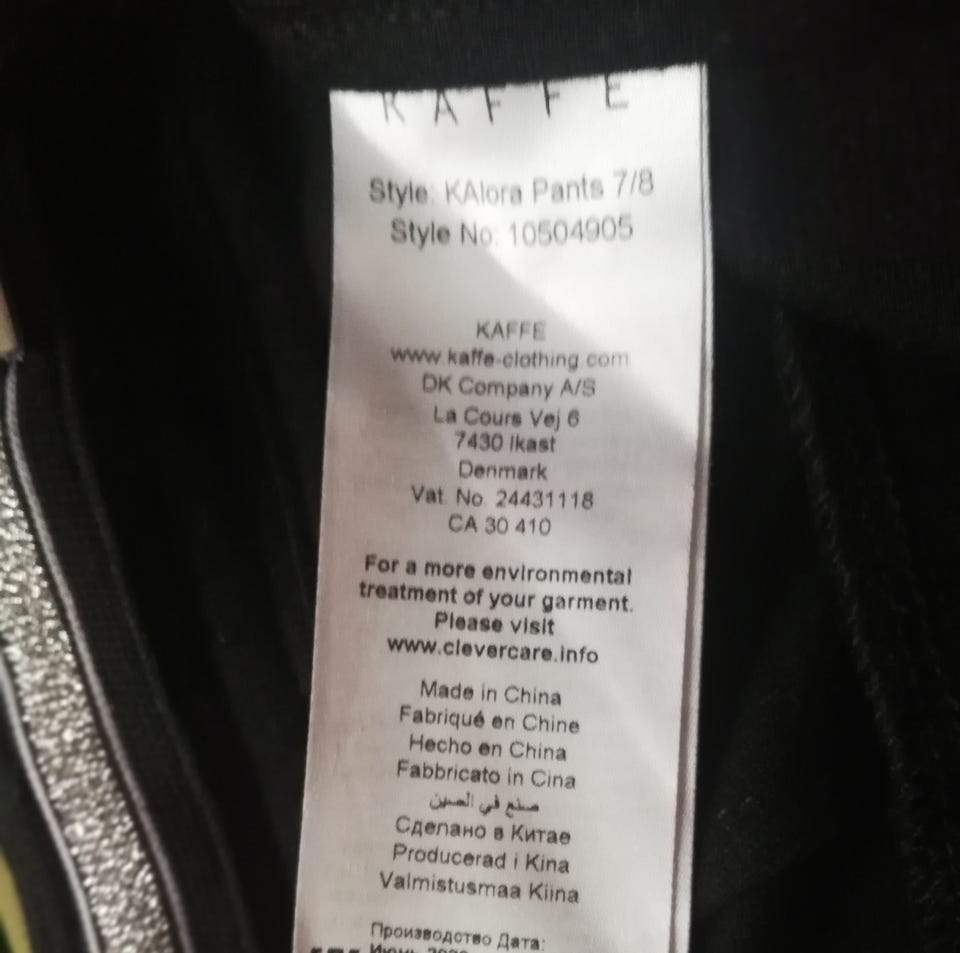 KAFFE
Style: KAlora Pants 7/8
Style No: 10504905
KAFFE
www.kaffe-clothing.com
DK Company A/S
La Cours Vej 6
7430 Ikast
Denmark
Vat. No. 24431118
CA 30 410
For a more environmental
treatment of your garment.
Please visit
www.clevercare.info
Made in China
Fabriqué en Chine
Hecho en China
Fabbricato in Cina
صنع في الصين
Сделано в Китае
Producerad i Kina
Valmistusmaa Kiina
Производство Дата:
Июнь